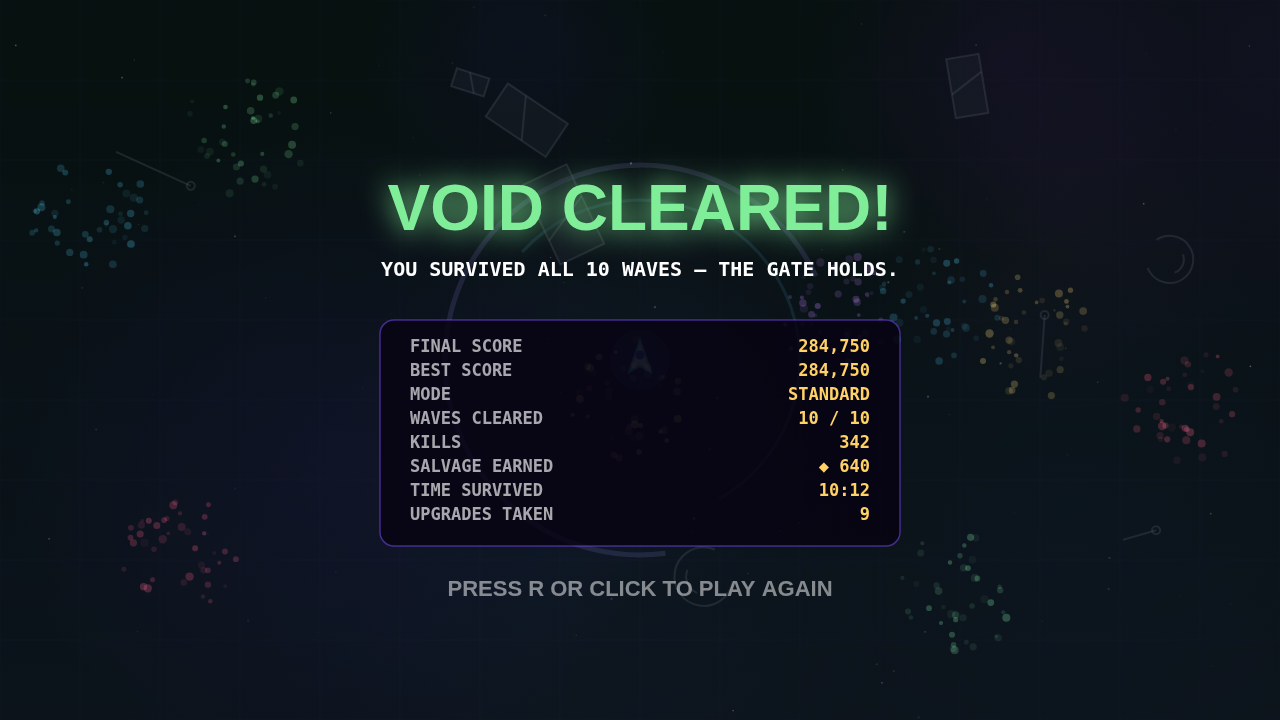 VOID CLEARED!
YOU SURVIVED ALL 10 WAVES — THE GATE HOLDS.
FINAL SCORE 284,750
BEST SCORE 284,750
MODE STANDARD
WAVES CLEARED 10 / 10
KILLS 342
SALVAGE EARNED ◆ 640
TIME SURVIVED 10:12
UPGRADES TAKEN 9
PRESS R OR CLICK TO PLAY AGAIN